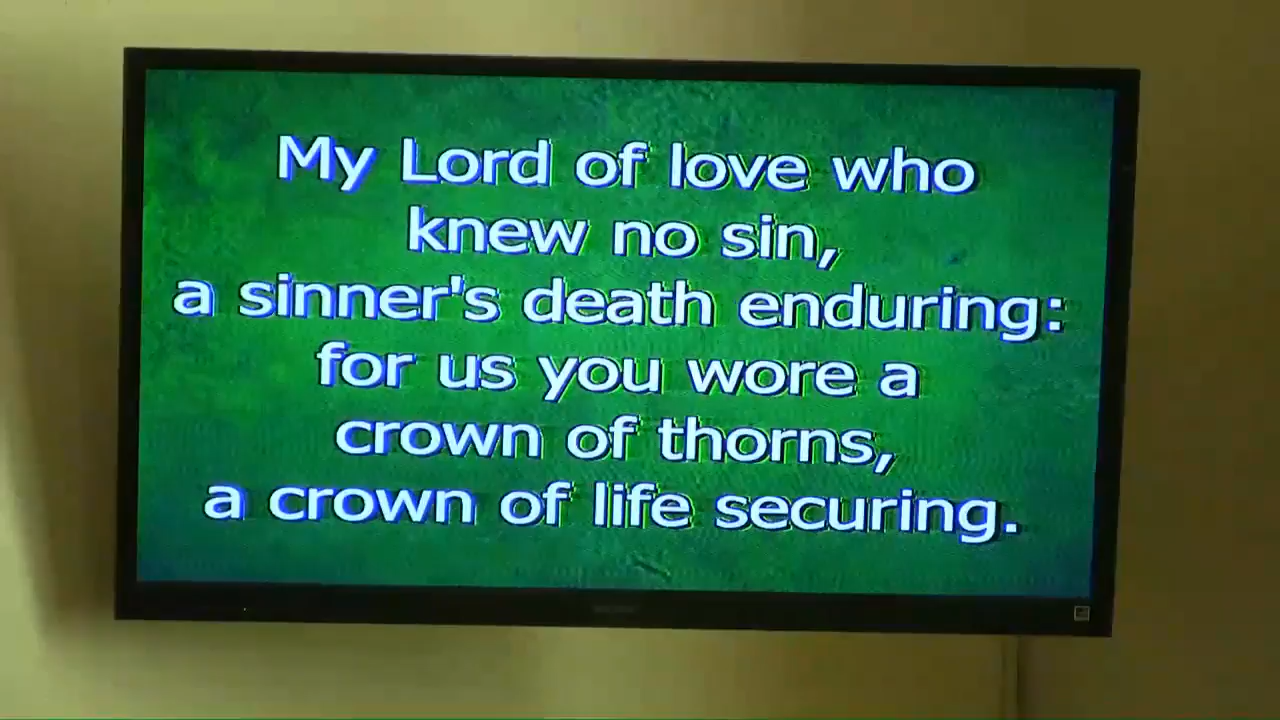 My Lord of love who
knew no sin,
a sinner's death enduring:
for us you wore a
crown of thorns,
a crown of life securing.